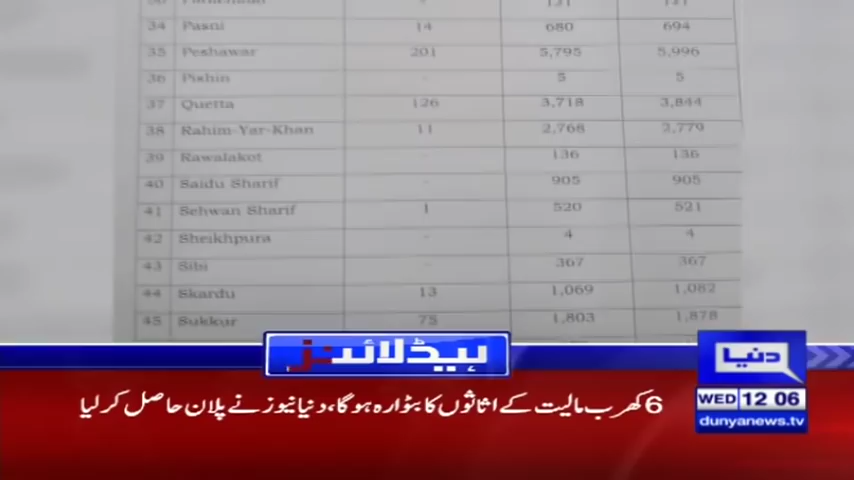 34 Pasni 14 680 694
35 Peshawar 201 5,795 5,996
36 Pishin - 5 5
37 Quetta 126 3,718 3,844
38 Rahim-Yar-Khan 11 2,768 2,779
39 Rawalakot 136 136
40 Saidu Sharif - 905 905
41 Sehwan Sharif 1 520 521
42 Sheikhpura - 4 4
43 Sibi - 367 367
44 Skardu 13 1,069 1,082
45 Sukkur 75 1,803 1,878
ہیڈلائنز
دنیا
WED 12 06
dunyanews.tv
6 کھرب مالیت کے اثاثوں کا بٹوارہ ہوگا، دنیا نیوز نے پلان حاصل کر لیا